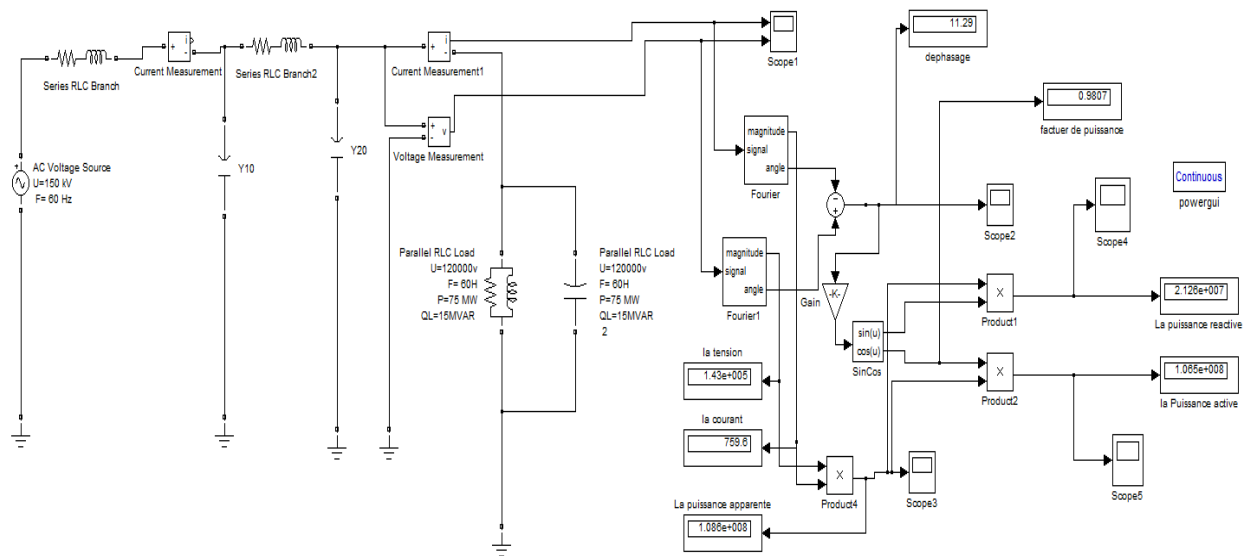 i
+
-
Current Measurement
Series RLC Branch
Series RLC Branch2
i
+
-
Current Measurement1
Scope1
11.29
dephasage
0.9807
factuer de puissance
+
-
v
Voltage Measurement
Y10
Y20
+
AC Voltage Source
U=150 kV
F= 60 Hz
magnitude
signal
angle
Fourier
-
+
Scope2
Scope4
Continuous
powergui
Parallel RLC Load
U=120000v
F= 60H
P=75 MW
QL=15MVAR
Parallel RLC Load
U=120000v
F= 60H
P=75 MW
QL=15MVAR
2
magnitude
signal
angle
Fourier1
Gain
-K-
sin(u)
cos(u)
SinCos
X
Product1
2.126e+007
La puissance reactive
X
Product2
1.065e+008
la Puissance active
la tension
1.43e+005
la courant
759.6
X
Product4
Scope3
Scope5
La puissance apparente
1.086e+008